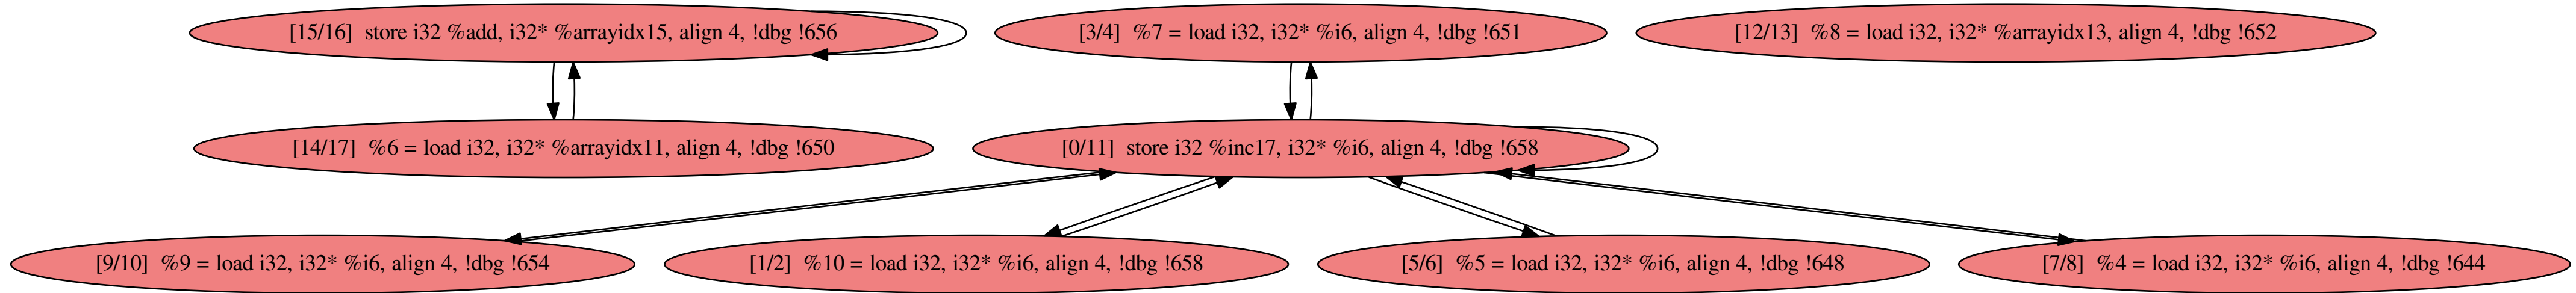 [15/16]  store i32 %add, i32* %arrayidx15, align 4, !dbg !656
[3/4]  %7 = load i32, i32* %i6, align 4, !dbg !651
[12/13]  %8 = load i32, i32* %arrayidx13, align 4, !dbg !652
[14/17]  %6 = load i32, i32* %arrayidx11, align 4, !dbg !650
[0/11]  store i32 %inc17, i32* %i6, align 4, !dbg !658
[9/10]  %9 = load i32, i32* %i6, align 4, !dbg !654
[1/2]  %10 = load i32, i32* %i6, align 4, !dbg !658
[5/6]  %5 = load i32, i32* %i6, align 4, !dbg !648
[7/8]  %4 = load i32, i32* %i6, align 4, !dbg !644